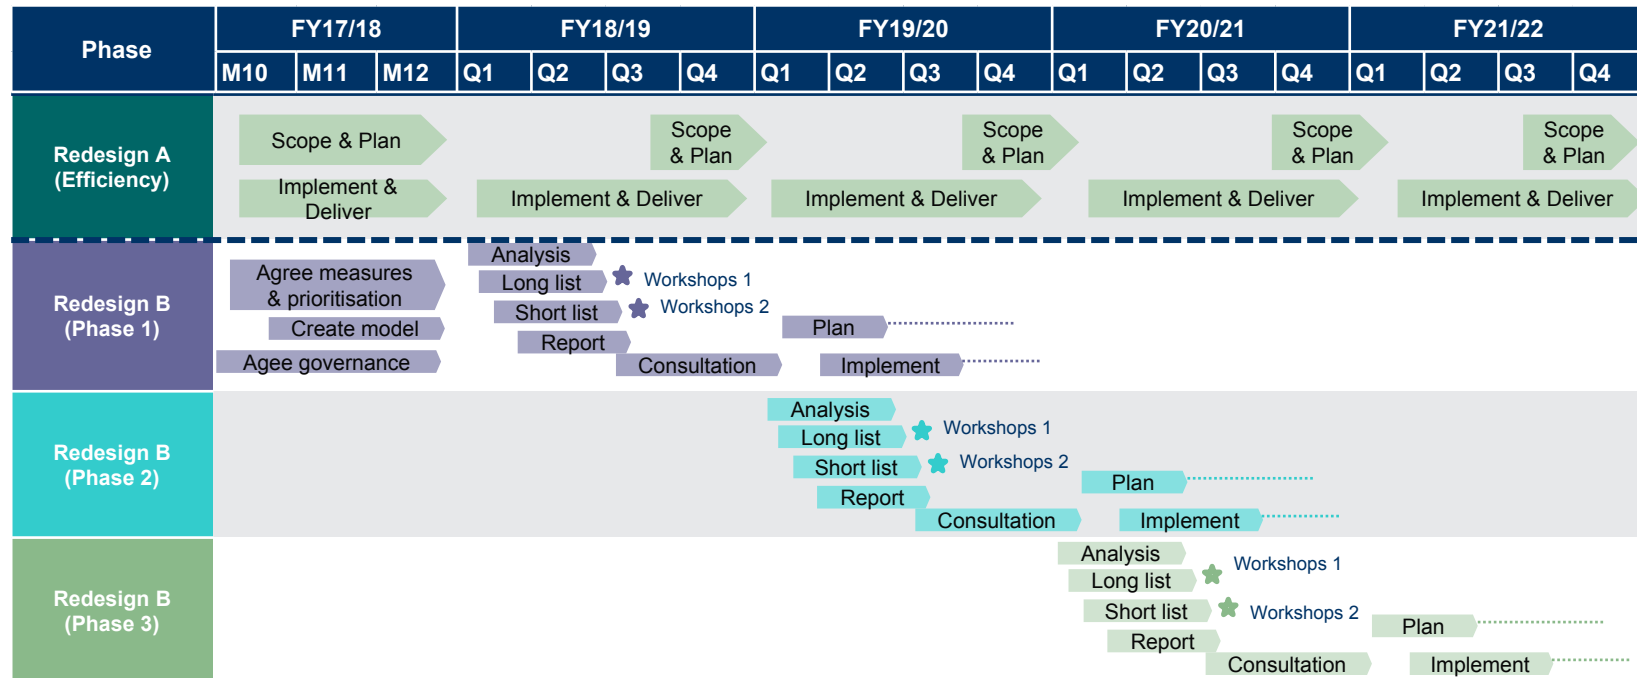 Phase
FY17/18
FY18/19
FY19/20
FY20/21
FY21/22
M10
M11
M12
Q1
Q2
Q3
Q4
Q1
Q2
Q3
Q4
Q1
Q2
Q3
Q4
Q1
Q2
Q3
Q4
Redesign A
(Efficiency)
Scope & Plan
Scope
& Plan
Scope
& Plan
Scope
& Plan
Scope
& Plan
Implement &
Deliver
Implement & Deliver
Implement & Deliver
Implement & Deliver
Implement & Deliver
Redesign B
(Phase 1)
Agree measures
& prioritisation
Create model
Agee governance
Analysis
Long list
Workshops 1
Short list
Workshops 2
Report
Consultation
Plan
Implement
Redesign B
(Phase 2)
Analysis
Long list
Workshops 1
Short list
Workshops 2
Report
Consultation
Plan
Implement
Redesign B
(Phase 3)
Analysis
Long list
Workshops 1
Short list
Workshops 2
Report
Consultation
Plan
Implement